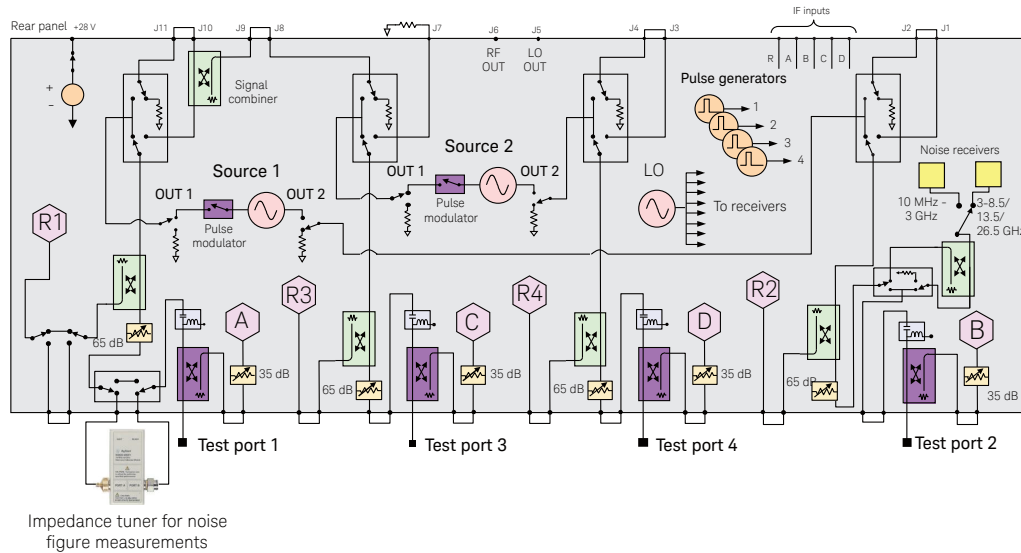 Rear panel
+28 V
J11
J10
J9
J8
J7
J6
J5
J4
J3
IF inputs
J2
J1
RF
OUT
LO
OUT
R
A
B
C
D
+
-
Signal
combiner
Pulse generators
1
2
3
4
Noise receivers
10 MHz -
3 GHz
3-8.5/
13.5/
26.5 GHz
Source 1
OUT 1
OUT 2
Pulse
modulator
Source 2
OUT 1
OUT 2
Pulse
modulator
LO
To receivers
R1
R3
R4
R2
A
C
D
B
65 dB
35 dB
65 dB
35 dB
65 dB
35 dB
65 dB
35 dB
Test port 1
Test port 3
Test port 4
Test port 2
Impedance tuner for noise
figure measurements